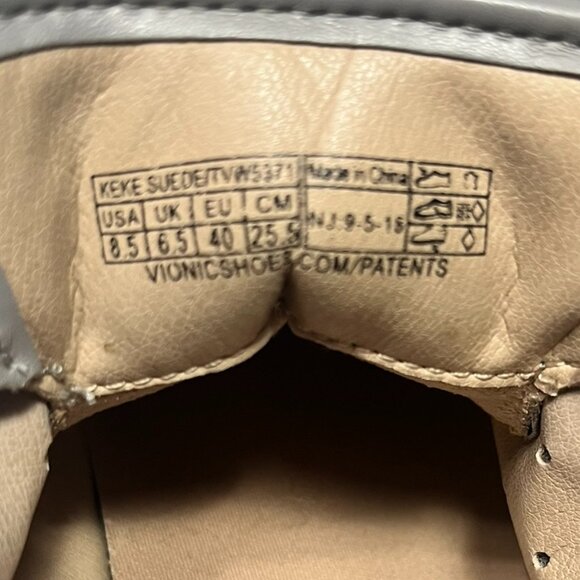 KEKE SUEDE/TVW5371 Made in China
USA UK EU CM
NJ-9-5-18
8.5 6.5 40 25.5
VIONICSHOES.COM/PATENTS